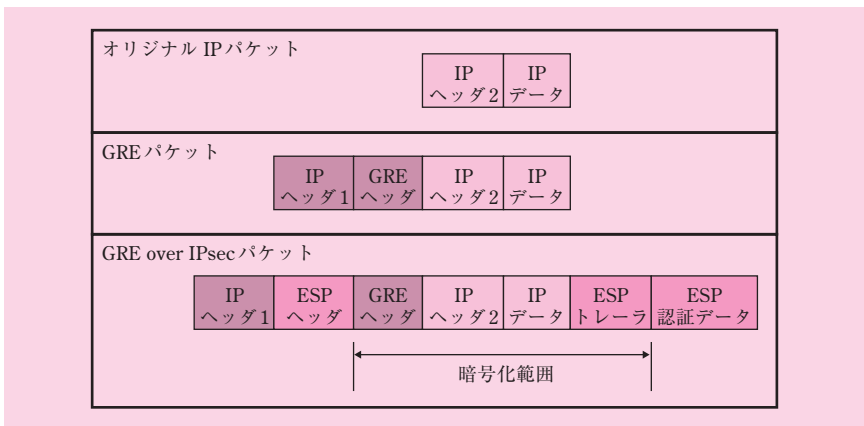 オリジナル IPパケット
IP ヘッダ2 IP データ
GREパケット
IP ヘッダ1 GRE ヘッダ IP ヘッダ2 IP データ
GRE over IPsecパケット
IP ヘッダ1 ESP ヘッダ GRE ヘッダ IP ヘッダ2 IP データ ESP トレーラ ESP 認証データ
暗号化範囲